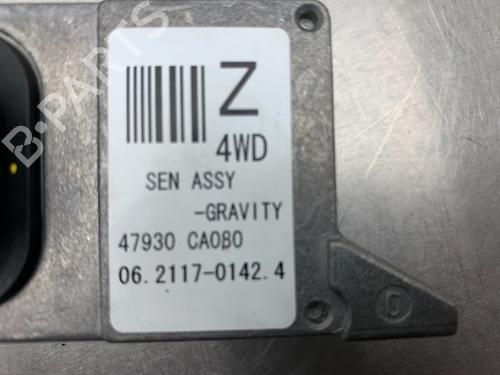 B-PARTS
Z
4WD
SEN ASSY
-GRAVITY
47930 CA0B0
06.2117-0142.4